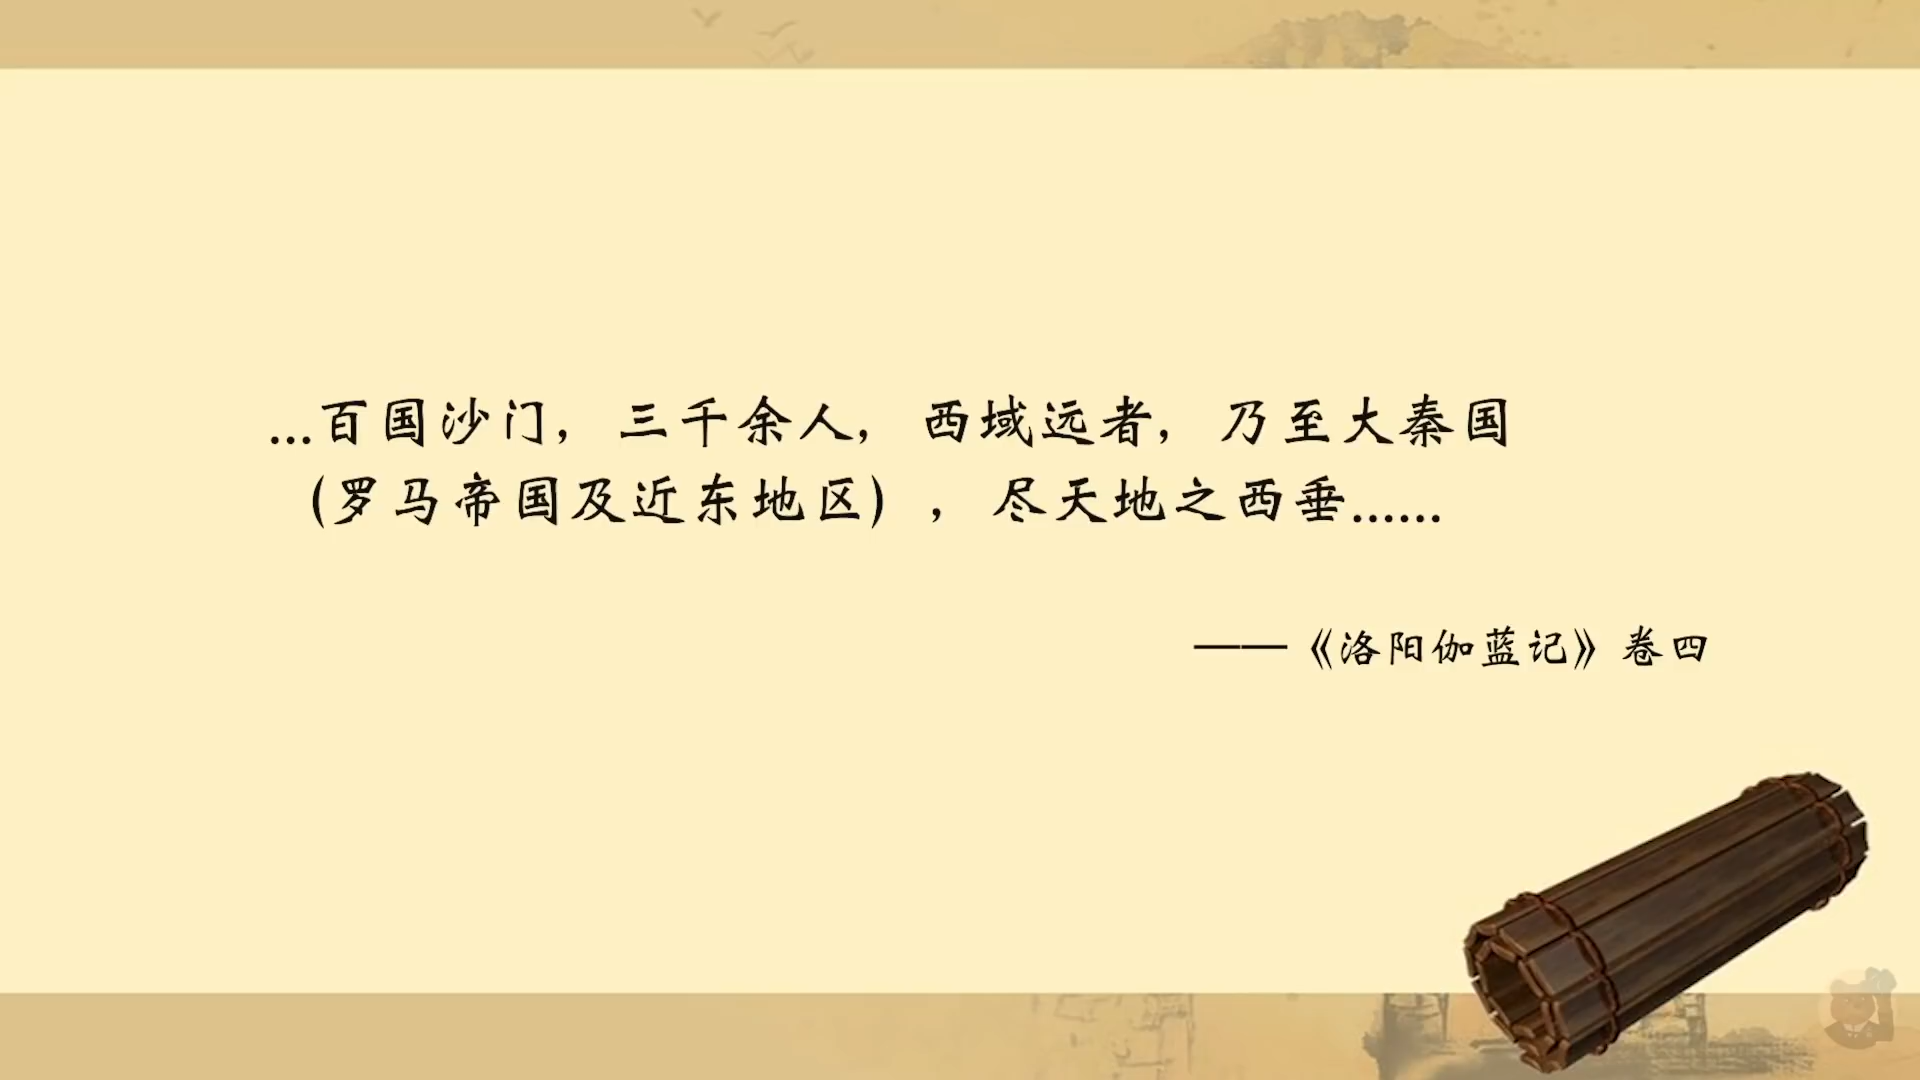 ...百国沙门，三千余人，西域远者，乃至大秦国
（罗马帝国及近东地区），尽天地之西垂......
——《洛阳伽蓝记》卷四